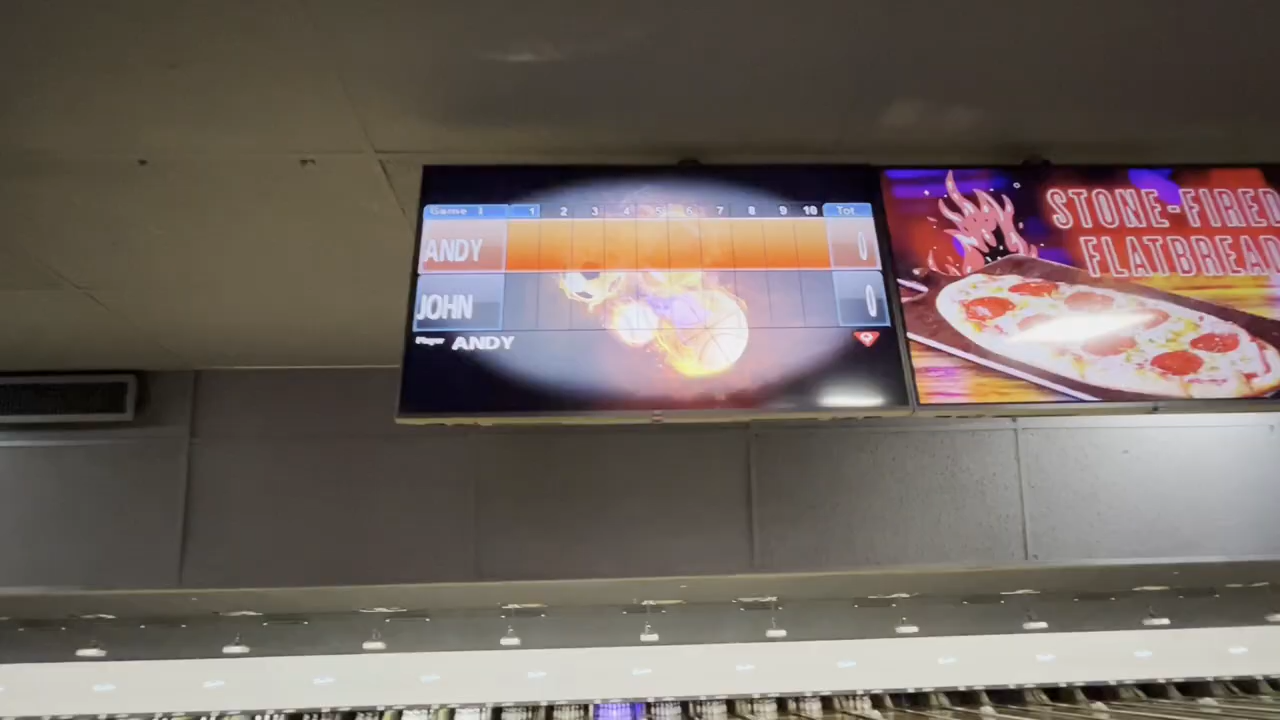 Game 1 1 2 3 4 5 6 7 8 9 10 Tot
ANDY 0
JOHN 0
Player ANDY
STONE-FIRED
FLATBREAD